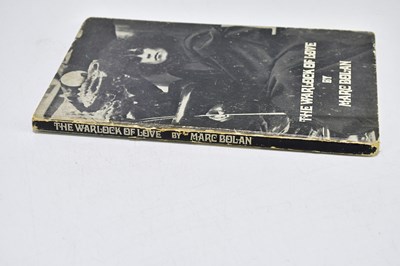 THE WARLOCK OF LOVE
BY
MARC BOLAN
THE WARLOCK OF LOVE BY MARC BOLAN